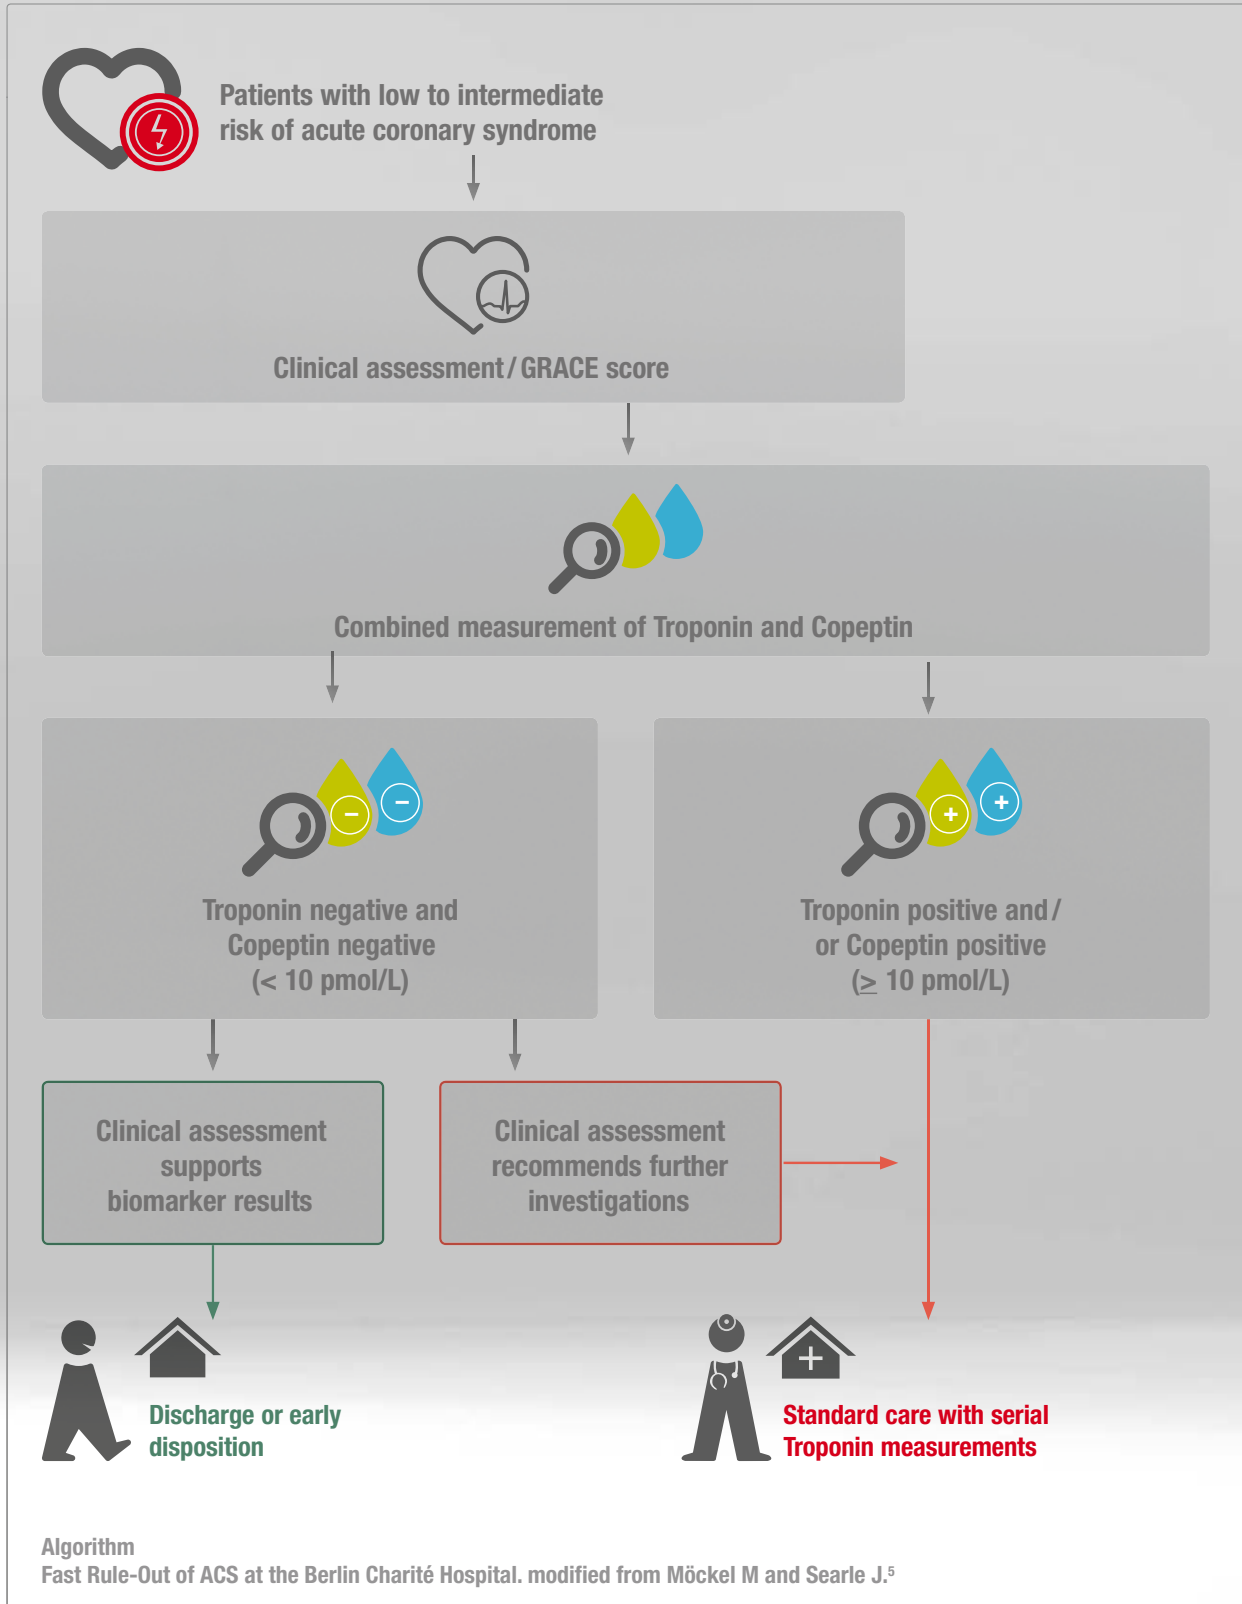 Patients with low to intermediate
risk of acute coronary syndrome
Clinical assessment / GRACE score
Combined measurement of Troponin and Copeptin
Troponin negative and
Copeptin negative
(< 10 pmol/L)
Troponin positive and /
or Copeptin positive
(≥ 10 pmol/L)
Clinical assessment
supports
biomarker results
Clinical assessment
recommends further
investigations
Discharge or early
disposition
Standard care with serial
Troponin measurements
Algorithm
Fast Rule-Out of ACS at the Berlin Charité Hospital. modified from Möckel M and Searle J.⁵